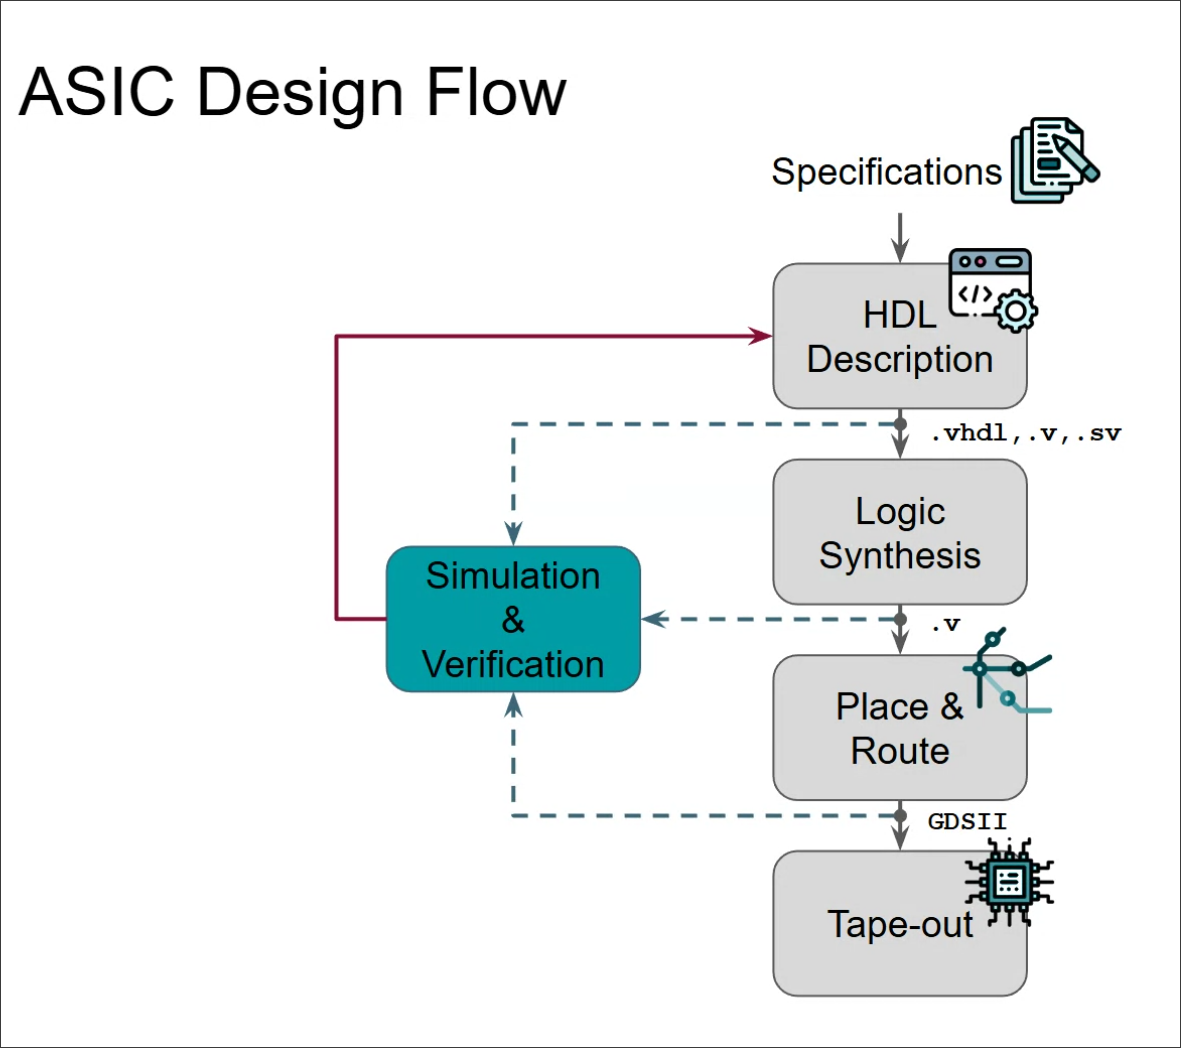 ASIC Design Flow
Specifications
</>
HDL
Description
.vhdl,.v,.sv
Logic
Synthesis
Simulation
&
Verification
.v
Place &
Route
GDSII
Tape-out